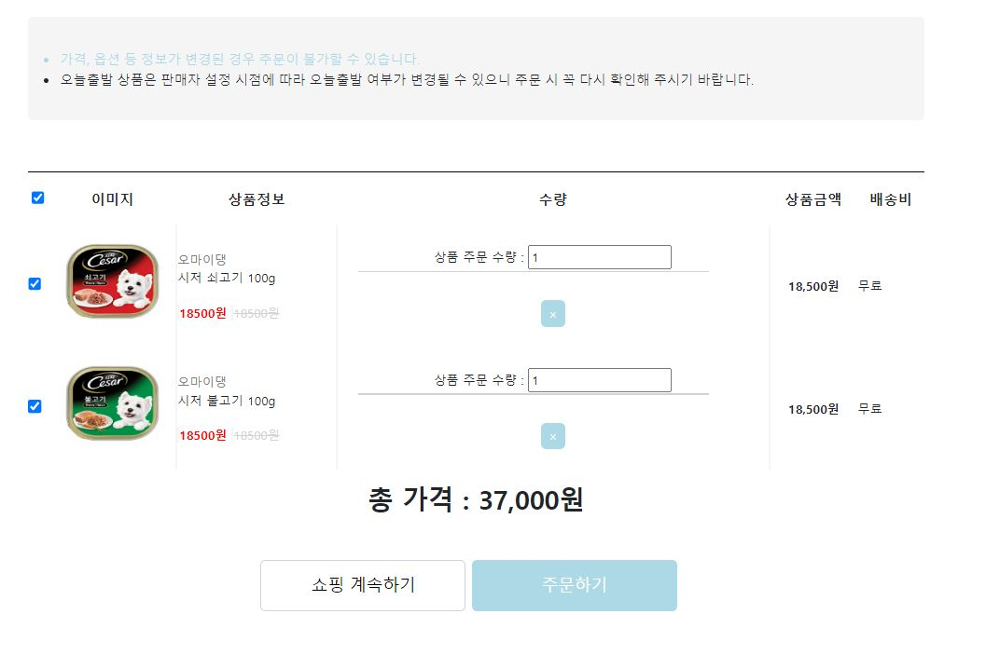 가격, 옵션 등 정보가 변경된 경우 주문이 불가할 수 있습니다.
오늘출발 상품은 판매자 설정 시점에 따라 오늘출발 여부가 변경될 수 있으니 주문 시 꼭 다시 확인해 주시기 바랍니다.
이미지 상품정보 수량 상품금액 배송비
시저
Cesar
쇠고기
오마이댕
시저 쇠고기 100g
18500원 18500원
상품 주문 수량 : 1
×
18,500원 무료
시저
Cesar
불고기
오마이댕
시저 불고기 100g
18500원 18500원
상품 주문 수량 : 1
×
18,500원 무료
총 가격 : 37,000원
쇼핑 계속하기 주문하기